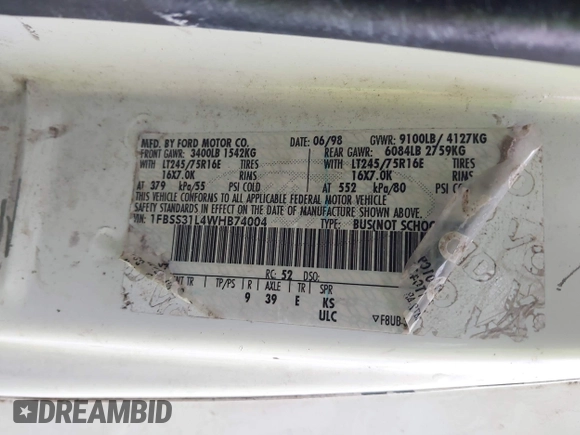 MFD. BY FORD MOTOR CO. 06/98 GVWR: 9100LB/ 4127KG
FRONT GAWR: 3400LB 1542KG REAR GAWR: 6084LB 2759KG
WITH LT245/75R16E TIRES WITH LT245/75R16E TIRES
16X7.0K RIMS 16X7.0K RIMS
AT 379 kPa/55 PSI COLD AT 552 kPa/80 PSI COLD
THIS VEHICLE CONFORMS TO ALL APPLICABLE FEDERAL MOTOR VEHICLE
SAFETY STANDARDS IN EFFECT ON THE DATE OF MANUFACTURE
1FBSS31L4WHB74004 TYPE: BUS(NOT SCHOO
RC: 52 DSO:
INT TR TP/PS R AXLE TR SPR
9 39 E KS
ULC
F8UB
DREAMBID